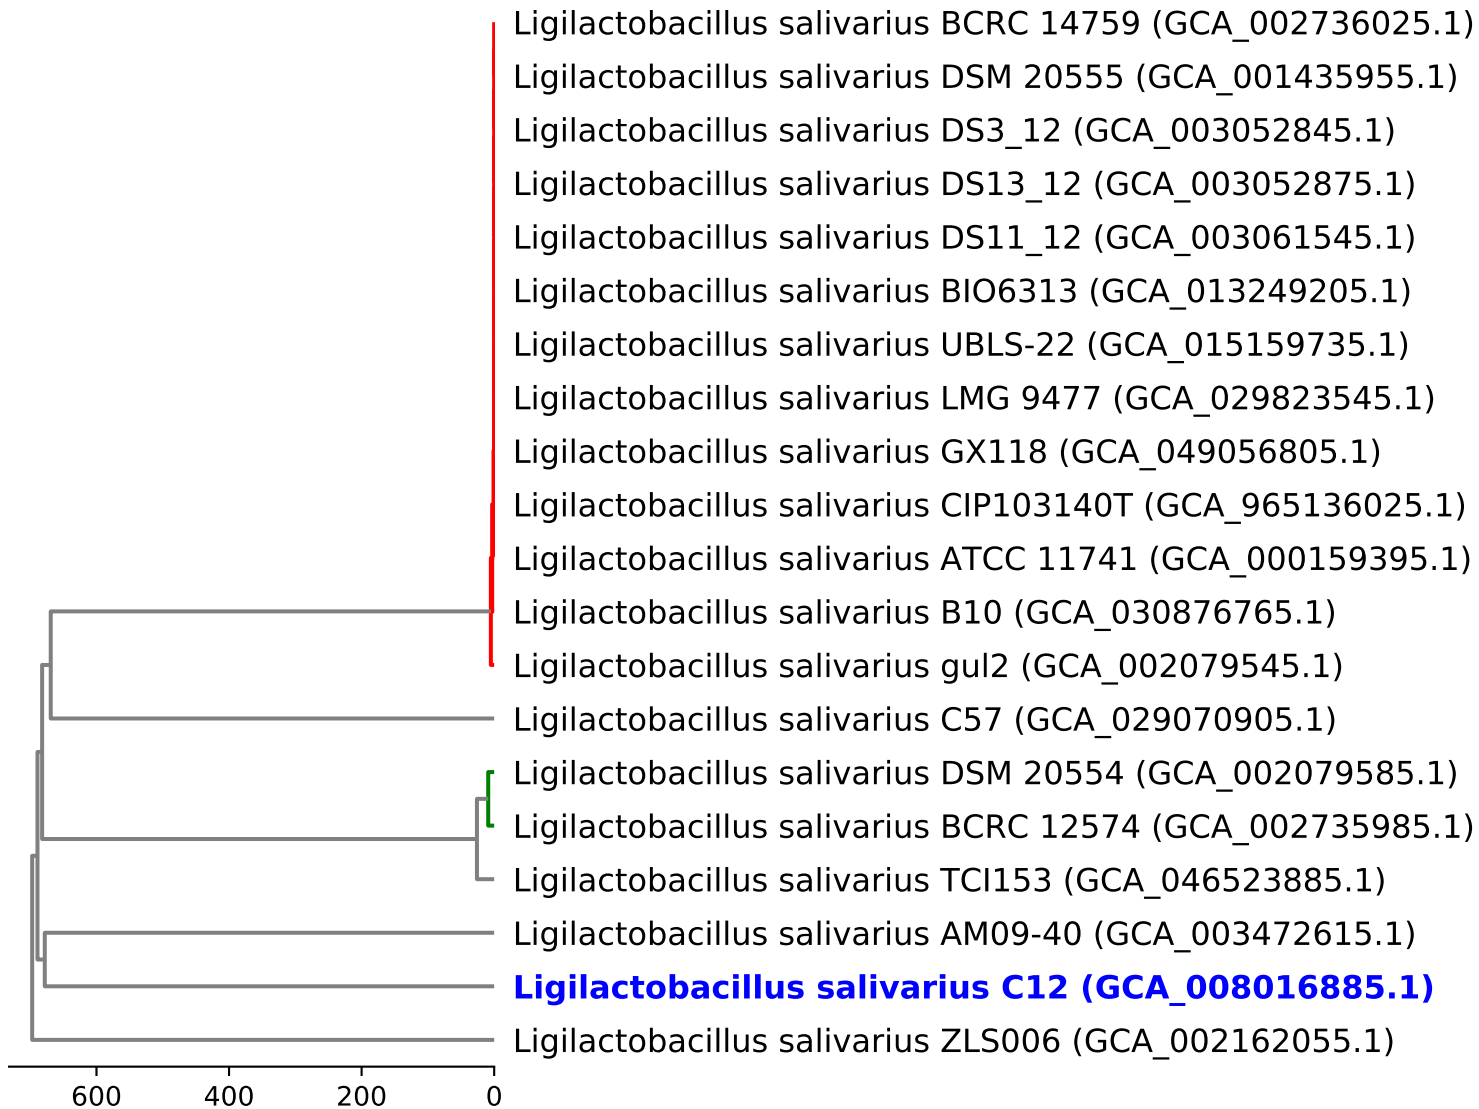 Ligilactobacillus salivarius BCRC 14759 (GCA_002736025.1)
Ligilactobacillus salivarius DSM 20555 (GCA_001435955.1)
Ligilactobacillus salivarius DS3_12 (GCA_003052845.1)
Ligilactobacillus salivarius DS13_12 (GCA_003052875.1)
Ligilactobacillus salivarius DS11_12 (GCA_003061545.1)
Ligilactobacillus salivarius BIO6313 (GCA_013249205.1)
Ligilactobacillus salivarius UBLS-22 (GCA_015159735.1)
Ligilactobacillus salivarius LMG 9477 (GCA_029823545.1)
Ligilactobacillus salivarius GX118 (GCA_049056805.1)
Ligilactobacillus salivarius CIP103140T (GCA_965136025.1)
Ligilactobacillus salivarius ATCC 11741 (GCA_000159395.1)
Ligilactobacillus salivarius B10 (GCA_030876765.1)
Ligilactobacillus salivarius gul2 (GCA_002079545.1)
Ligilactobacillus salivarius C57 (GCA_029070905.1)
Ligilactobacillus salivarius DSM 20554 (GCA_002079585.1)
Ligilactobacillus salivarius BCRC 12574 (GCA_002735985.1)
Ligilactobacillus salivarius TCI153 (GCA_046523885.1)
Ligilactobacillus salivarius AM09-40 (GCA_003472615.1)
Ligilactobacillus salivarius C12 (GCA_008016885.1)
Ligilactobacillus salivarius ZLS006 (GCA_002162055.1)
600 400 200 0